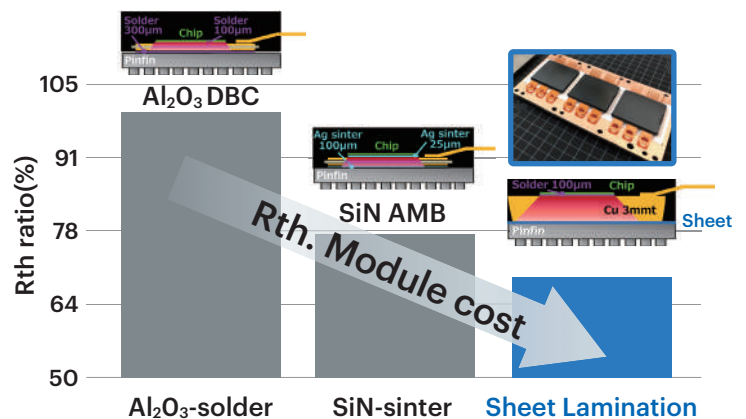 Rth ratio(%)
105
91
78
64
50
Solder
300μm
Solder
100μm
Chip
Pinfin
Al₂O₃ DBC
Ag sinter
100μm
Chip
Ag sinter
25μm
Pinfin
SiN AMB
Solder 100μm
Chip
Cu 3mmt
Pinfin
Sheet
Rth. Module cost
Al₂O₃-solder
SiN-sinter
Sheet Lamination